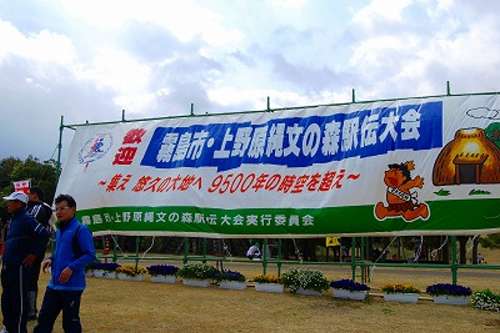 歓迎
霧島市・上野原縄文の森駅伝大会
～集え 悠久の大地へ 9500年の時空を超え～
霧島市・上野原縄文の森駅伝大会実行委員会